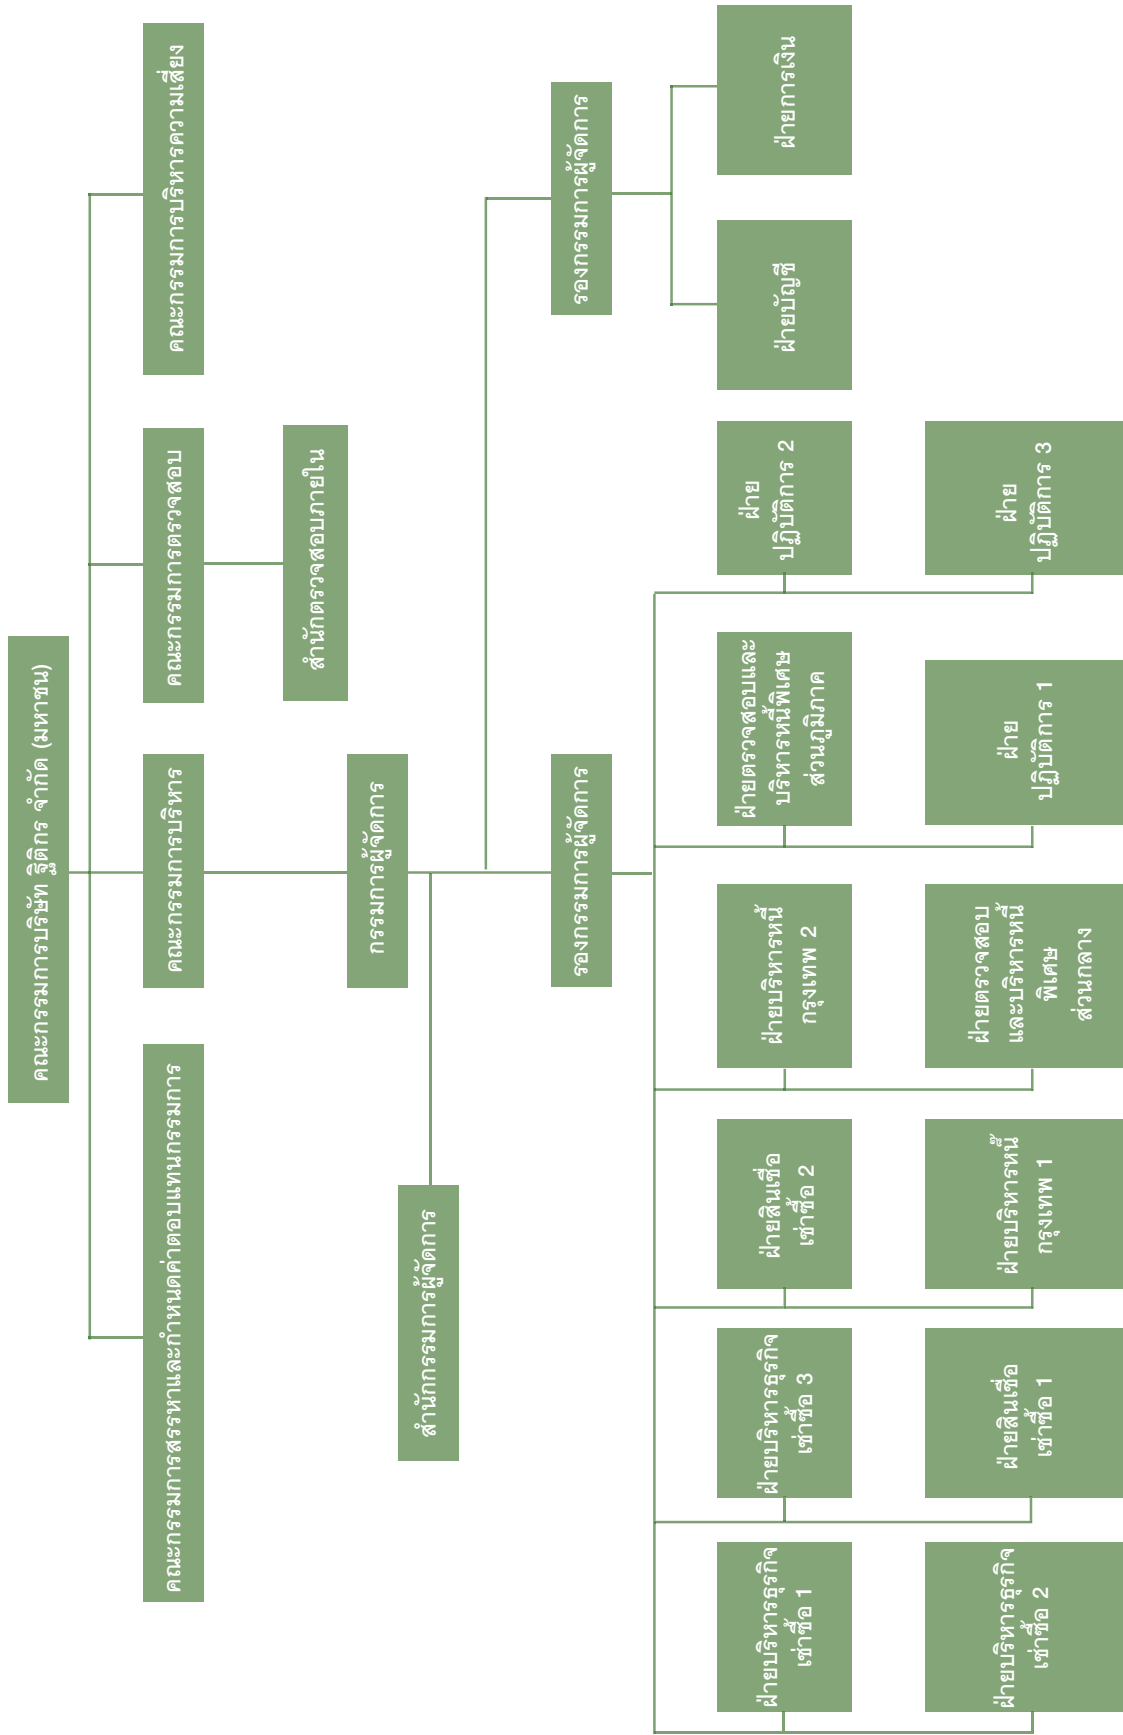 คณะกรรมการบริษัท ฐิติกร จำกัด (มหาชน)
คณะกรรมการสรรหาและกำหนดค่าตอบแทนกรรมการ
คณะกรรมการบริหาร
คณะกรรมการตรวจสอบ
คณะกรรมการบริหารความเสี่ยง
สำนักตรวจสอบภายใน
กรรมการผู้จัดการ
สำนักกรรมการผู้จัดการ
รองกรรมการผู้จัดการ
รองกรรมการผู้จัดการ
ฝ่ายบริหารธุรกิจ
เช่าซื้อ 1
ฝ่ายบริหารธุรกิจ
เช่าซื้อ 3
ฝ่ายสินเชื่อ
เช่าซื้อ 2
ฝ่ายบริหารหนี้
กรุงเทพ 2
ฝ่ายตรวจสอบและ
บริหารหนี้พิเศษ
ส่วนภูมิภาค
ฝ่าย
ปฏิบัติการ 2
ฝ่ายบัญชี
ฝ่ายการเงิน
ฝ่ายบริหารธุรกิจ
เช่าซื้อ 2
ฝ่ายสินเชื่อ
เช่าซื้อ 1
ฝ่ายบริหารหนี้
กรุงเทพ 1
ฝ่ายตรวจสอบ
และบริหารหนี้
พิเศษ
ส่วนกลาง
ฝ่าย
ปฏิบัติการ 1
ฝ่าย
ปฏิบัติการ 3